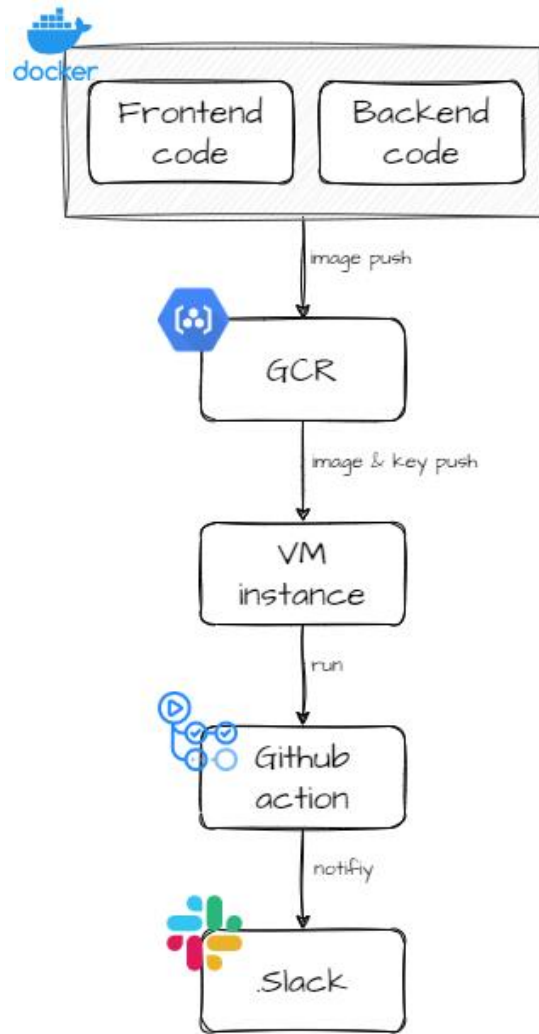 docker
Frontend
code
Backend
code
image push
GCR
image & key push
VM
instance
run
Github
action
notifiy
.Slack